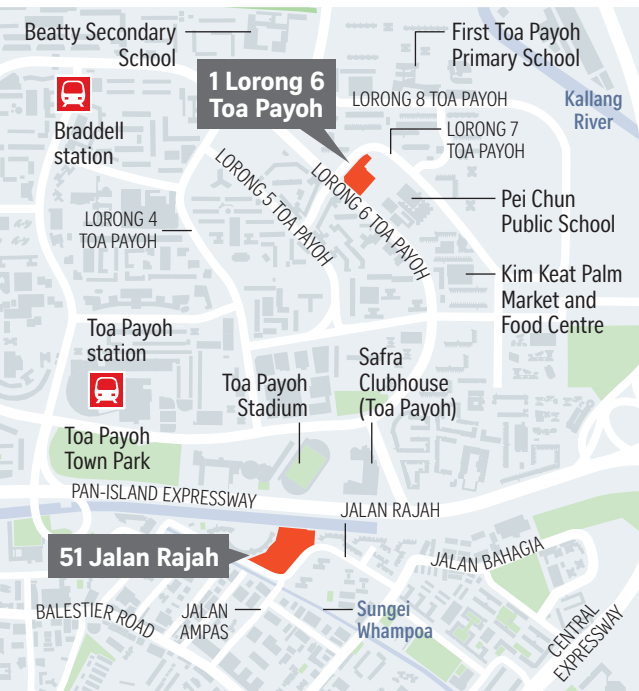 Beatty Secondary
School
First Toa Payoh
Primary School
1 Lorong 6
Toa Payoh
LORONG 8 TOA PAYOH
Kallang
River
Braddell
station
LORONG 7
TOA PAYOH
LORONG 5 TOA PAYOH
LORONG 6 TOA PAYOH
Pei Chun
Public School
LORONG 4
TOA PAYOH
Kim Keat Palm
Market and
Food Centre
Toa Payoh
station
Toa Payoh
Stadium
Safra
Clubhouse
(Toa Payoh)
Toa Payoh
Town Park
PAN-ISLAND EXPRESSWAY
JALAN RAJAH
51 Jalan Rajah
JALAN BAHAGIA
BALESTIER ROAD
JALAN
AMPAS
Sungei
Whampoa
CENTRAL
EXPRESSWAY